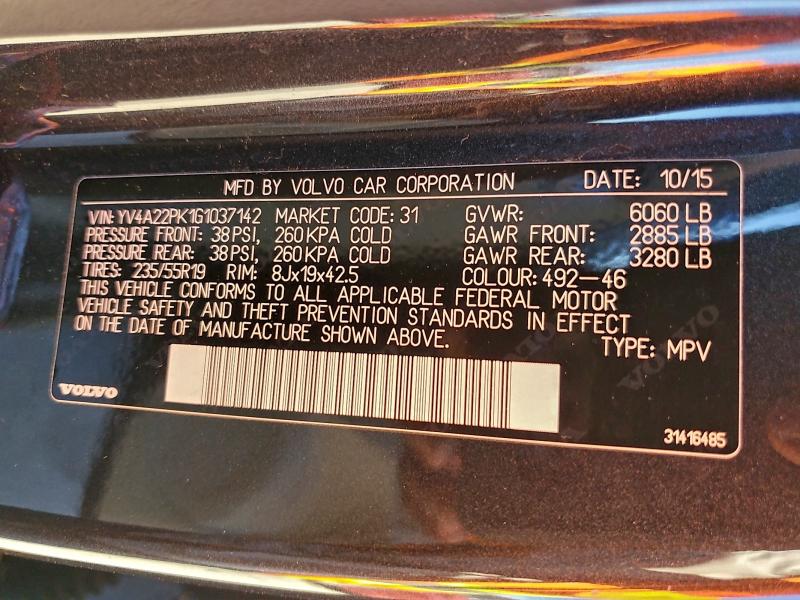 MFD BY VOLVO CAR CORPORATION DATE: 10/15
VIN: YV4A22PK1G1037142 MARKET CODE: 31 GVWR: 6060 LB
PRESSURE FRONT: 38 PSI, 260 KPA COLD GAWR FRONT: 2885 LB
PRESSURE REAR: 38 PSI, 260 KPA COLD GAWR REAR: 3280 LB
TIRES: 235/55R19 RIM: 8Jx19x42.5 COLOUR: 492-46
THIS VEHICLE CONFORMS TO ALL APPLICABLE FEDERAL MOTOR
VEHICLE SAFETY AND THEFT PREVENTION STANDARDS IN EFFECT
ON THE DATE OF MANUFACTURE SHOWN ABOVE. TYPE: MPV
VOLVO
31416485
VOLVO